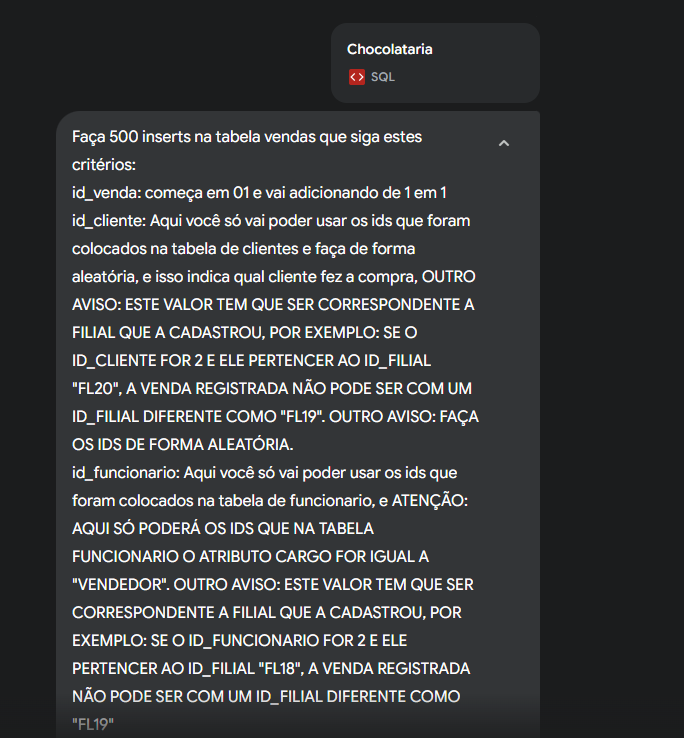 Chocolataria
SQL
Faça 500 inserts na tabela vendas que siga estes
critérios:
id_venda: começa em 01 e vai adicionando de 1 em 1
id_cliente: Aqui você só vai poder usar os ids que foram
colocados na tabela de clientes e faça de forma
aleatória, e isso indica qual cliente fez a compra, OUTRO
AVISO: ESTE VALOR TEM QUE SER CORRESPONDENTE A
FILIAL QUE A CADASTROU, POR EXEMPLO: SE O
ID_CLIENTE FOR 2 E ELE PERTENCER AO ID_FILIAL
"FL20", A VENDA REGISTRADA NÃO PODE SER COM UM
ID_FILIAL DIFERENTE COMO "FL19". OUTRO AVISO: FAÇA
OS IDS DE FORMA ALEATÓRIA.
id_funcionario: Aqui você só vai poder usar os ids que
foram colocados na tabela de funcionario, e ATENÇÃO:
AQUI SÓ PODERÁ OS IDS QUE NA TABELA
FUNCIONARIO O ATRIBUTO CARGO FOR IGUAL A
"VENDEDOR". OUTRO AVISO: ESTE VALOR TEM QUE SER
CORRESPONDENTE A FILIAL QUE A CADASTROU, POR
EXEMPLO: SE O ID_FUNCIONARIO FOR 2 E ELE
PERTENCER AO ID_FILIAL "FL18", A VENDA REGISTRADA
NÃO PODE SER COM UM ID_FILIAL DIFERENTE COMO
"FL19"